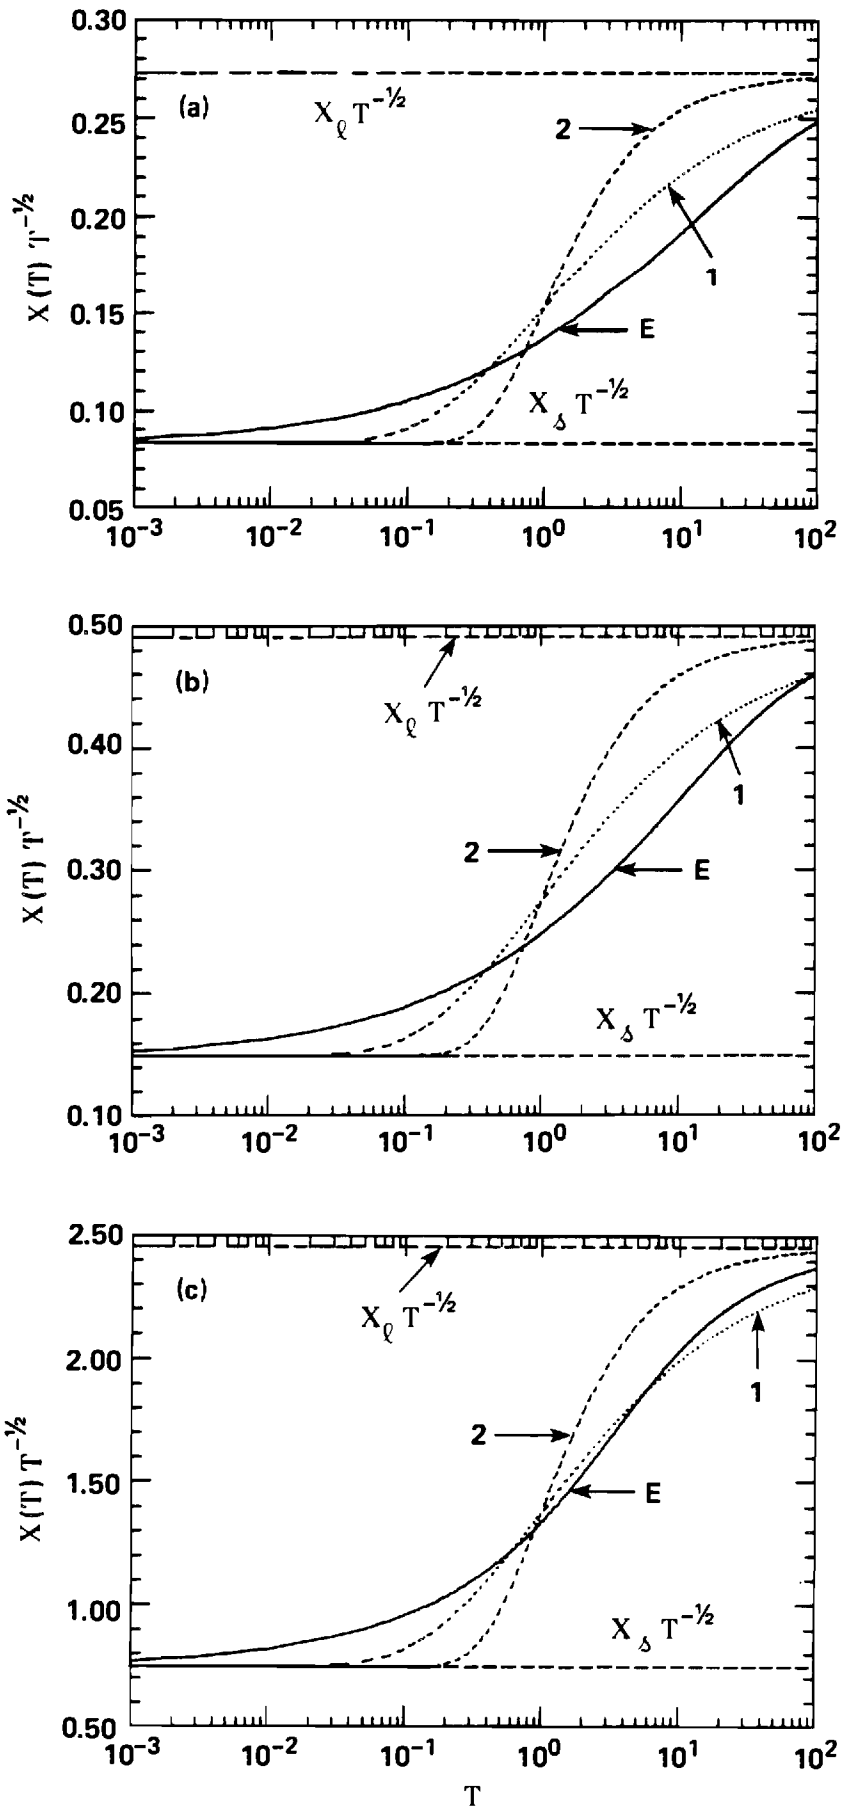 0.30
(a)
X_ℓ T^{-½}
2
0.25
0.20
1
X(T) T^{-½}
0.15
E
X_s T^{-½}
0.10
0.05
10^{-3} 10^{-2} 10^{-1} 10^{0} 10^{1} 10^{2}
0.50
(b)
X_ℓ T^{-½}
0.40
1
2
X(T) T^{-½}
0.30
E
0.20
X_s T^{-½}
0.10
10^{-3} 10^{-2} 10^{-1} 10^{0} 10^{1} 10^{2}
2.50
(c)
X_ℓ T^{-½}
2.00
1
2
X(T) T^{-½}
1.50
E
1.00
X_s T^{-½}
0.50
10^{-3} 10^{-2} 10^{-1} 10^{0} 10^{1} 10^{2}
T